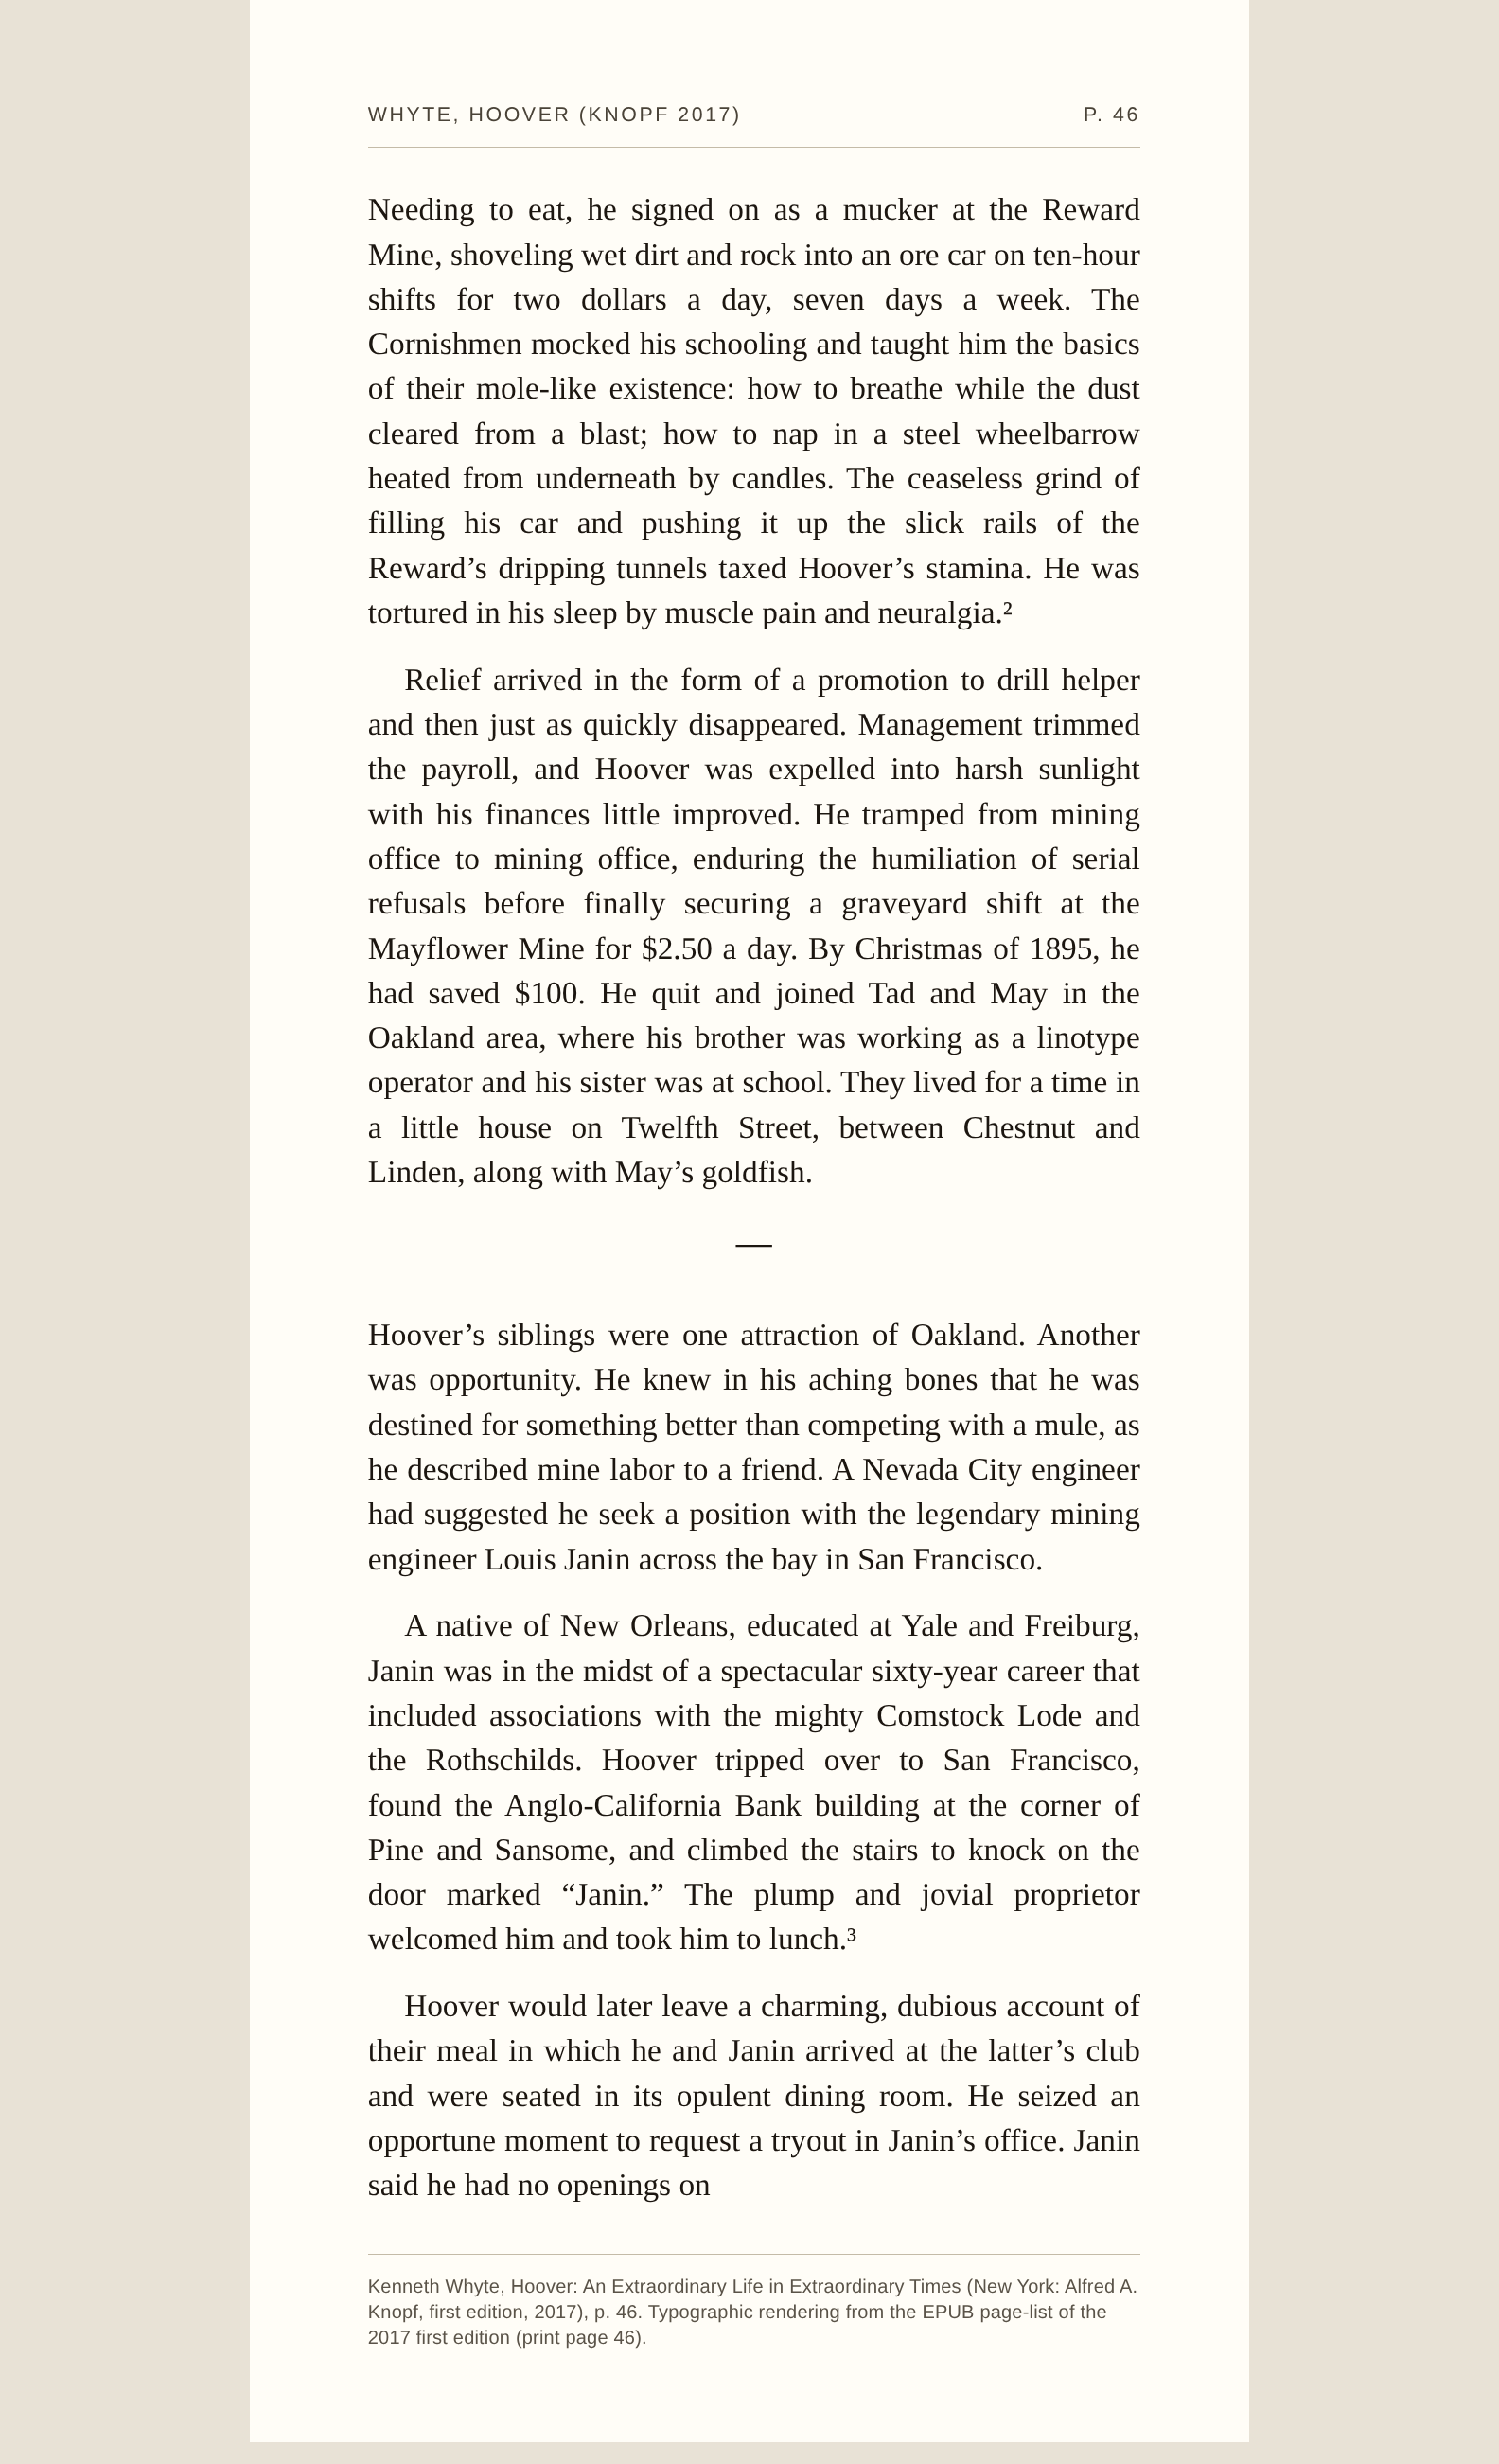 WHYTE, HOOVER (KNOPF 2017) P. 46
Needing to eat, he signed on as a mucker at the Reward
Mine, shoveling wet dirt and rock into an ore car on ten-hour
shifts for two dollars a day, seven days a week. The
Cornishmen mocked his schooling and taught him the basics
of their mole-like existence: how to breathe while the dust
cleared from a blast; how to nap in a steel wheelbarrow
heated from underneath by candles. The ceaseless grind of
filling his car and pushing it up the slick rails of the
Reward’s dripping tunnels taxed Hoover’s stamina. He was
tortured in his sleep by muscle pain and neuralgia.²
Relief arrived in the form of a promotion to drill helper
and then just as quickly disappeared. Management trimmed
the payroll, and Hoover was expelled into harsh sunlight
with his finances little improved. He tramped from mining
office to mining office, enduring the humiliation of serial
refusals before finally securing a graveyard shift at the
Mayflower Mine for $2.50 a day. By Christmas of 1895, he
had saved $100. He quit and joined Tad and May in the
Oakland area, where his brother was working as a linotype
operator and his sister was at school. They lived for a time in
a little house on Twelfth Street, between Chestnut and
Linden, along with May’s goldfish.
—
Hoover’s siblings were one attraction of Oakland. Another
was opportunity. He knew in his aching bones that he was
destined for something better than competing with a mule, as
he described mine labor to a friend. A Nevada City engineer
had suggested he seek a position with the legendary mining
engineer Louis Janin across the bay in San Francisco.
A native of New Orleans, educated at Yale and Freiburg,
Janin was in the midst of a spectacular sixty-year career that
included associations with the mighty Comstock Lode and
the Rothschilds. Hoover tripped over to San Francisco,
found the Anglo-California Bank building at the corner of
Pine and Sansome, and climbed the stairs to knock on the
door marked “Janin.” The plump and jovial proprietor
welcomed him and took him to lunch.³
Hoover would later leave a charming, dubious account of
their meal in which he and Janin arrived at the latter’s club
and were seated in its opulent dining room. He seized an
opportune moment to request a tryout in Janin’s office. Janin
said he had no openings on
Kenneth Whyte, Hoover: An Extraordinary Life in Extraordinary Times (New York: Alfred A.
Knopf, first edition, 2017), p. 46. Typographic rendering from the EPUB page-list of the
2017 first edition (print page 46).